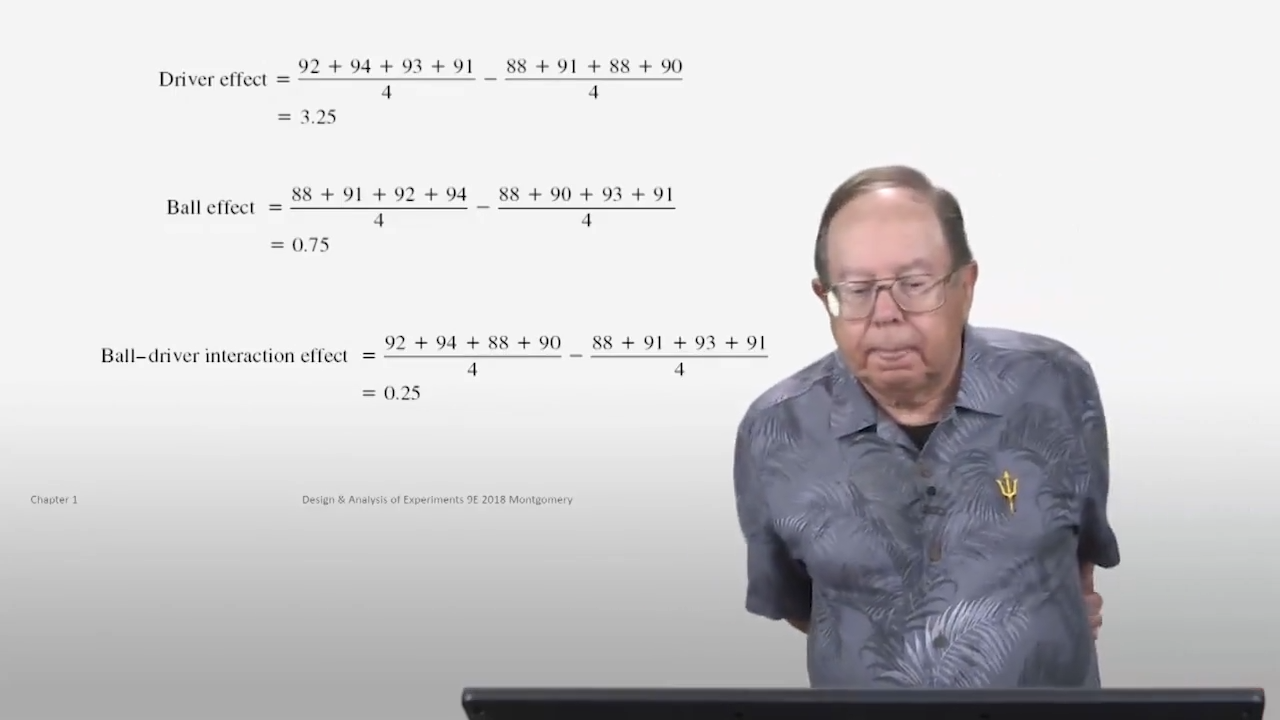 Driver effect = (92 + 94 + 93 + 91)/4 − (88 + 91 + 88 + 90)/4
= 3.25
Ball effect = (88 + 91 + 92 + 94)/4 − (88 + 90 + 93 + 91)/4
= 0.75
Ball–driver interaction effect = (92 + 94 + 88 + 90)/4 − (88 + 91 + 93 + 91)/4
= 0.25
Chapter 1
Design & Analysis of Experiments 9E 2018 Montgomery